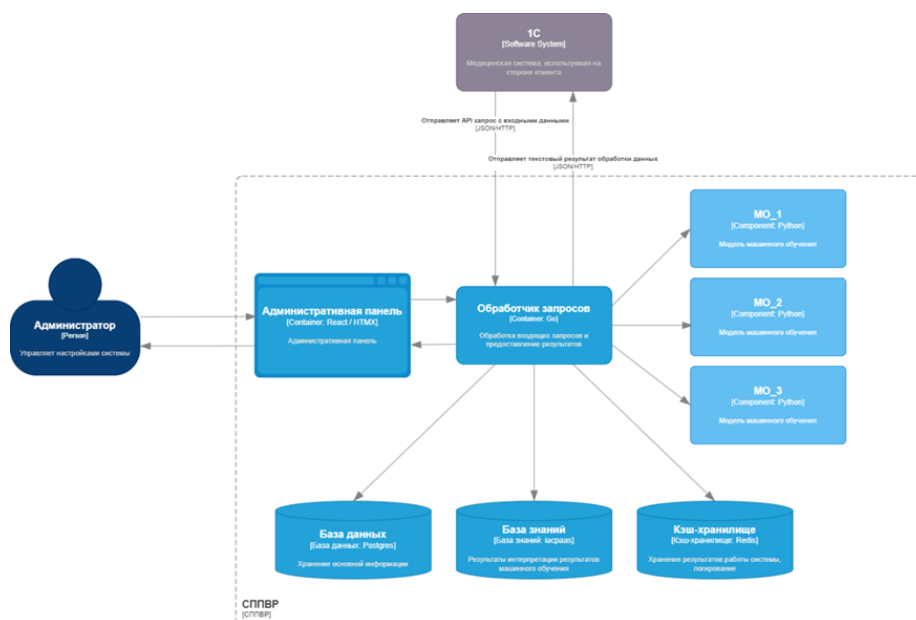 1С
[Software System]
Медицинская система, используемая на
стороне клиента
Отправляет API запрос с входными данными
[JSON/HTTP]
Отправляет текстовый результат обработки данных
[JSON/HTTP]
МО_1
[Component: Python]
Модель машинного обучения
Администратор
[Person]
Управляет настройками системы
Административная панель
[Container: React / HTMX]
Административная панель
Обработчик запросов
[Container: Go]
Обработка входящих запросов и
предоставление результатов
МО_2
[Component: Python]
Модель машинного обучения
МО_3
[Component: Python]
Модель машинного обучения
База данных
[База данных: Postgres]
Хранение основной информации
База знаний
[База знаний: iacpaas]
Результаты интерпретации результатов
машинного обучения
Кэш-хранилище
[Кэш-хранилище: Redis]
Хранение результатов работы системы,
логирование
СППВР
[СППВР]